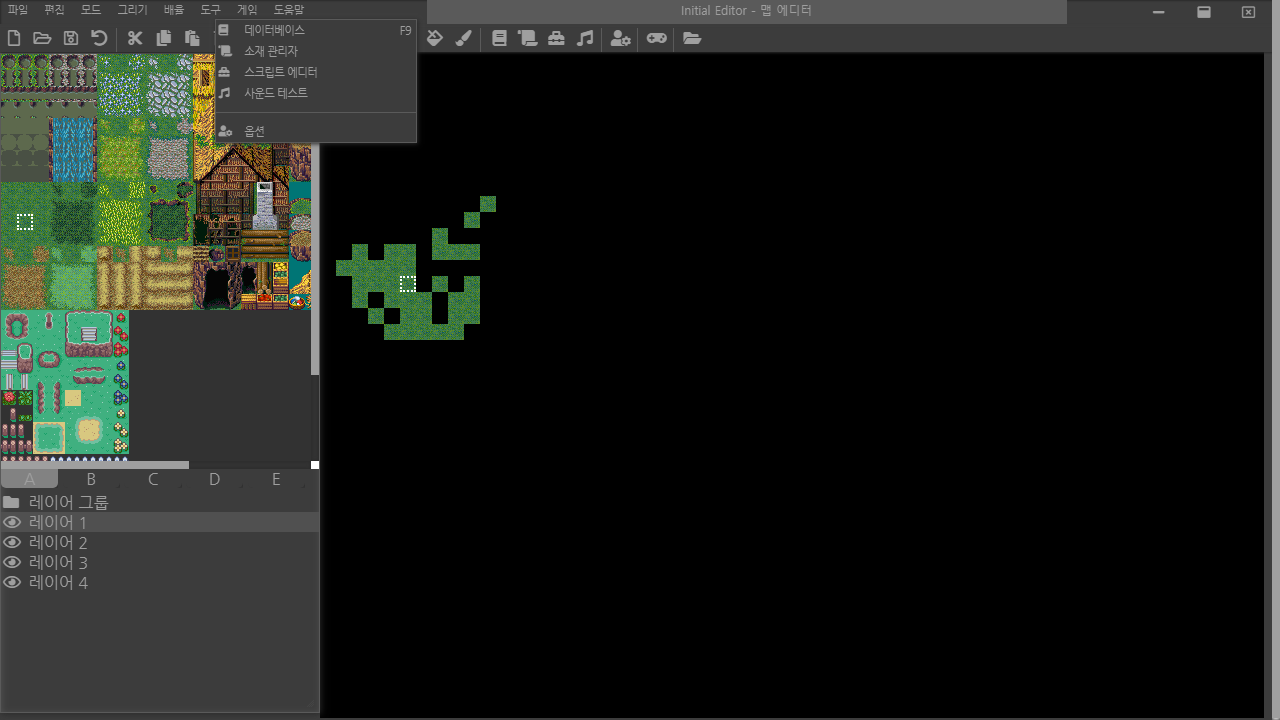 Initial Editor - 맵 에디터
파일 편집 모드 그리기 배율 도구 게임 도움말
데이터베이스 F9
소재 관리자
스크립트 에디터
사운드 테스트
옵션
A B C D E
레이어 그룹
레이어 1
레이어 2
레이어 3
레이어 4